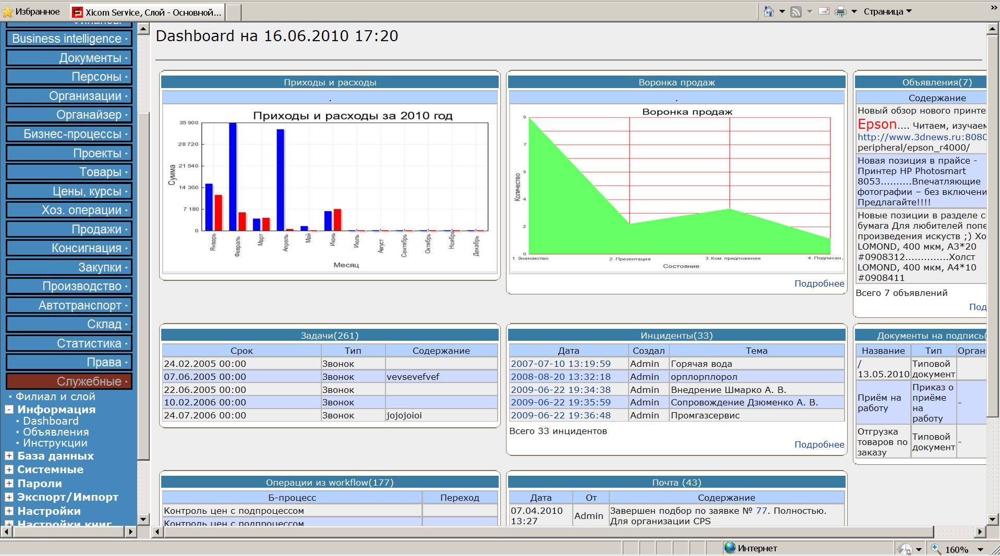 Избранное
Xicom Service, Слой - Основной...
Страница
»
Финансы
Business intelligence ·
Документы ·
Персоны ·
Организации ·
Органайзер ·
Бизнес-процессы ·
Проекты ·
Товары ·
Цены, курсы ·
Хоз. операции ·
Продажи ·
Консигнация ·
Закупки ·
Производство ·
Автотранспорт ·
Склад ·
Статистика ·
Права ·
Служебные ·
· Филиал и слой
- Информация
· Dashboard
· Объявления
· Инструкции
+ База данных
+ Системные
+ Пароли
+ Экспорт/Импорт
+ Настройки
+ Настройки книг
Dashboard на 16.06.2010 17:20
Приходы и расходы
.
Приходы и расходы за 2010 год
35 900
28 720
21 540
14 360
7 180
0
Сумма
Январь
Февраль
Март
Апрель
Май
Июнь
Июль
Август
Сентябрь
Октябрь
Ноябрь
Декабрь
Месяц
Воронка продаж
.
Воронка продаж
9
7
5
4
2
0
Количество
1. Знакомство
2. Презентация
3. Ком. предложение
4. Подписан
Состояние
Подробнее
Объявления(7)
Содержание
Новый обзор нового принте
Epson.... Читаем, изучаем
http://www.3dnews.ru:8080
peripheral/epson_r4000/
Новая позиция в прайсе -
Принтер HP Photosmart
8053..........Впечатляющие
фотографии – без включени
Предлагайте!!!!
Новые позиции в разделе с
бумага Для любителей попе
произведения искуств ;) Хо
LOMOND, 400 мкм, A3*20
#0908312..............Холст
LOMOND, 400 мкм, A4*10
#0908411
Всего 7 объявлений
Под
Задачи(261)
Срок Тип Содержание
24.02.2005 00:00 Звонок
07.06.2005 00:00 Звонок vevsevefvef
22.06.2005 00:00 Звонок
10.02.2006 00:00 Звонок
24.07.2006 00:00 Звонок jojojoioi
Инциденты(33)
Дата Создал Тема
2007-07-10 13:19:59 Admin Горячая вода
2008-08-20 13:32:18 Admin орплорплорол
2009-06-22 19:34:38 Admin Внедрение Шмарко А. В.
2009-06-22 19:35:59 Admin Сопровождение Дзюменко А. В.
2009-06-22 19:36:48 Admin Промгазсервис
Всего 33 инцидентов
Подробнее
Документы на подпись(
Название Тип Орган
/
13.05.2010
Типовой
документ
Приём на
работу
Приказ о
приёме
на
работу
-
Отгрузка
товаров по
заказу
Типовой
документ
-
Операции из workflow(177)
Б-процесс Переход
Контроль цен с подпроцессом
Контроль цен с подпроцессом
Почта (43)
Дата От Содержание
07.04.2010
13:27
Admin
Завершен подбор по заявке № 77. Полностью.
Для организации CPS
Интернет
160%